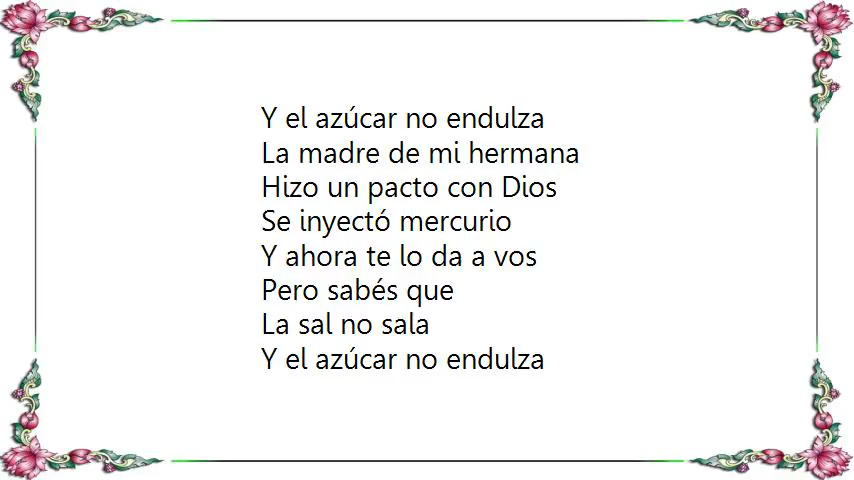 Y el azúcar no endulza
La madre de mi hermana
Hizo un pacto con Dios
Se inyectó mercurio
Y ahora te lo da a vos
Pero sabés que
La sal no sala
Y el azúcar no endulza